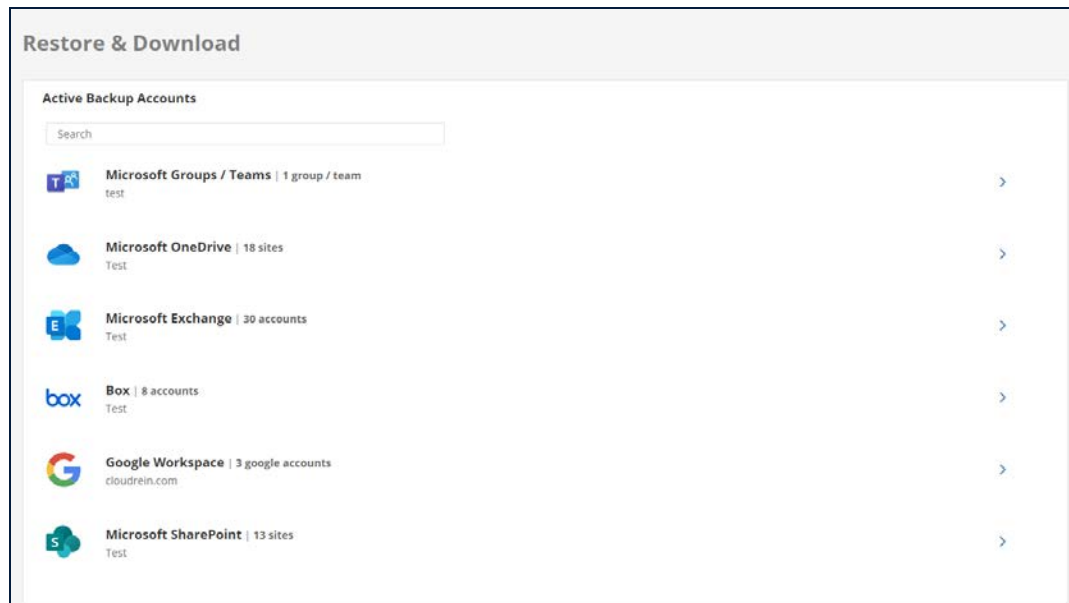 Restore & Download
Active Backup Accounts
Search
Microsoft Groups / Teams | 1 group / team
test
Microsoft OneDrive | 18 sites
Test
Microsoft Exchange | 30 accounts
Test
box
Box | 8 accounts
Test
Google Workspace | 3 google accounts
cloudrein.com
Microsoft SharePoint | 13 sites
Test